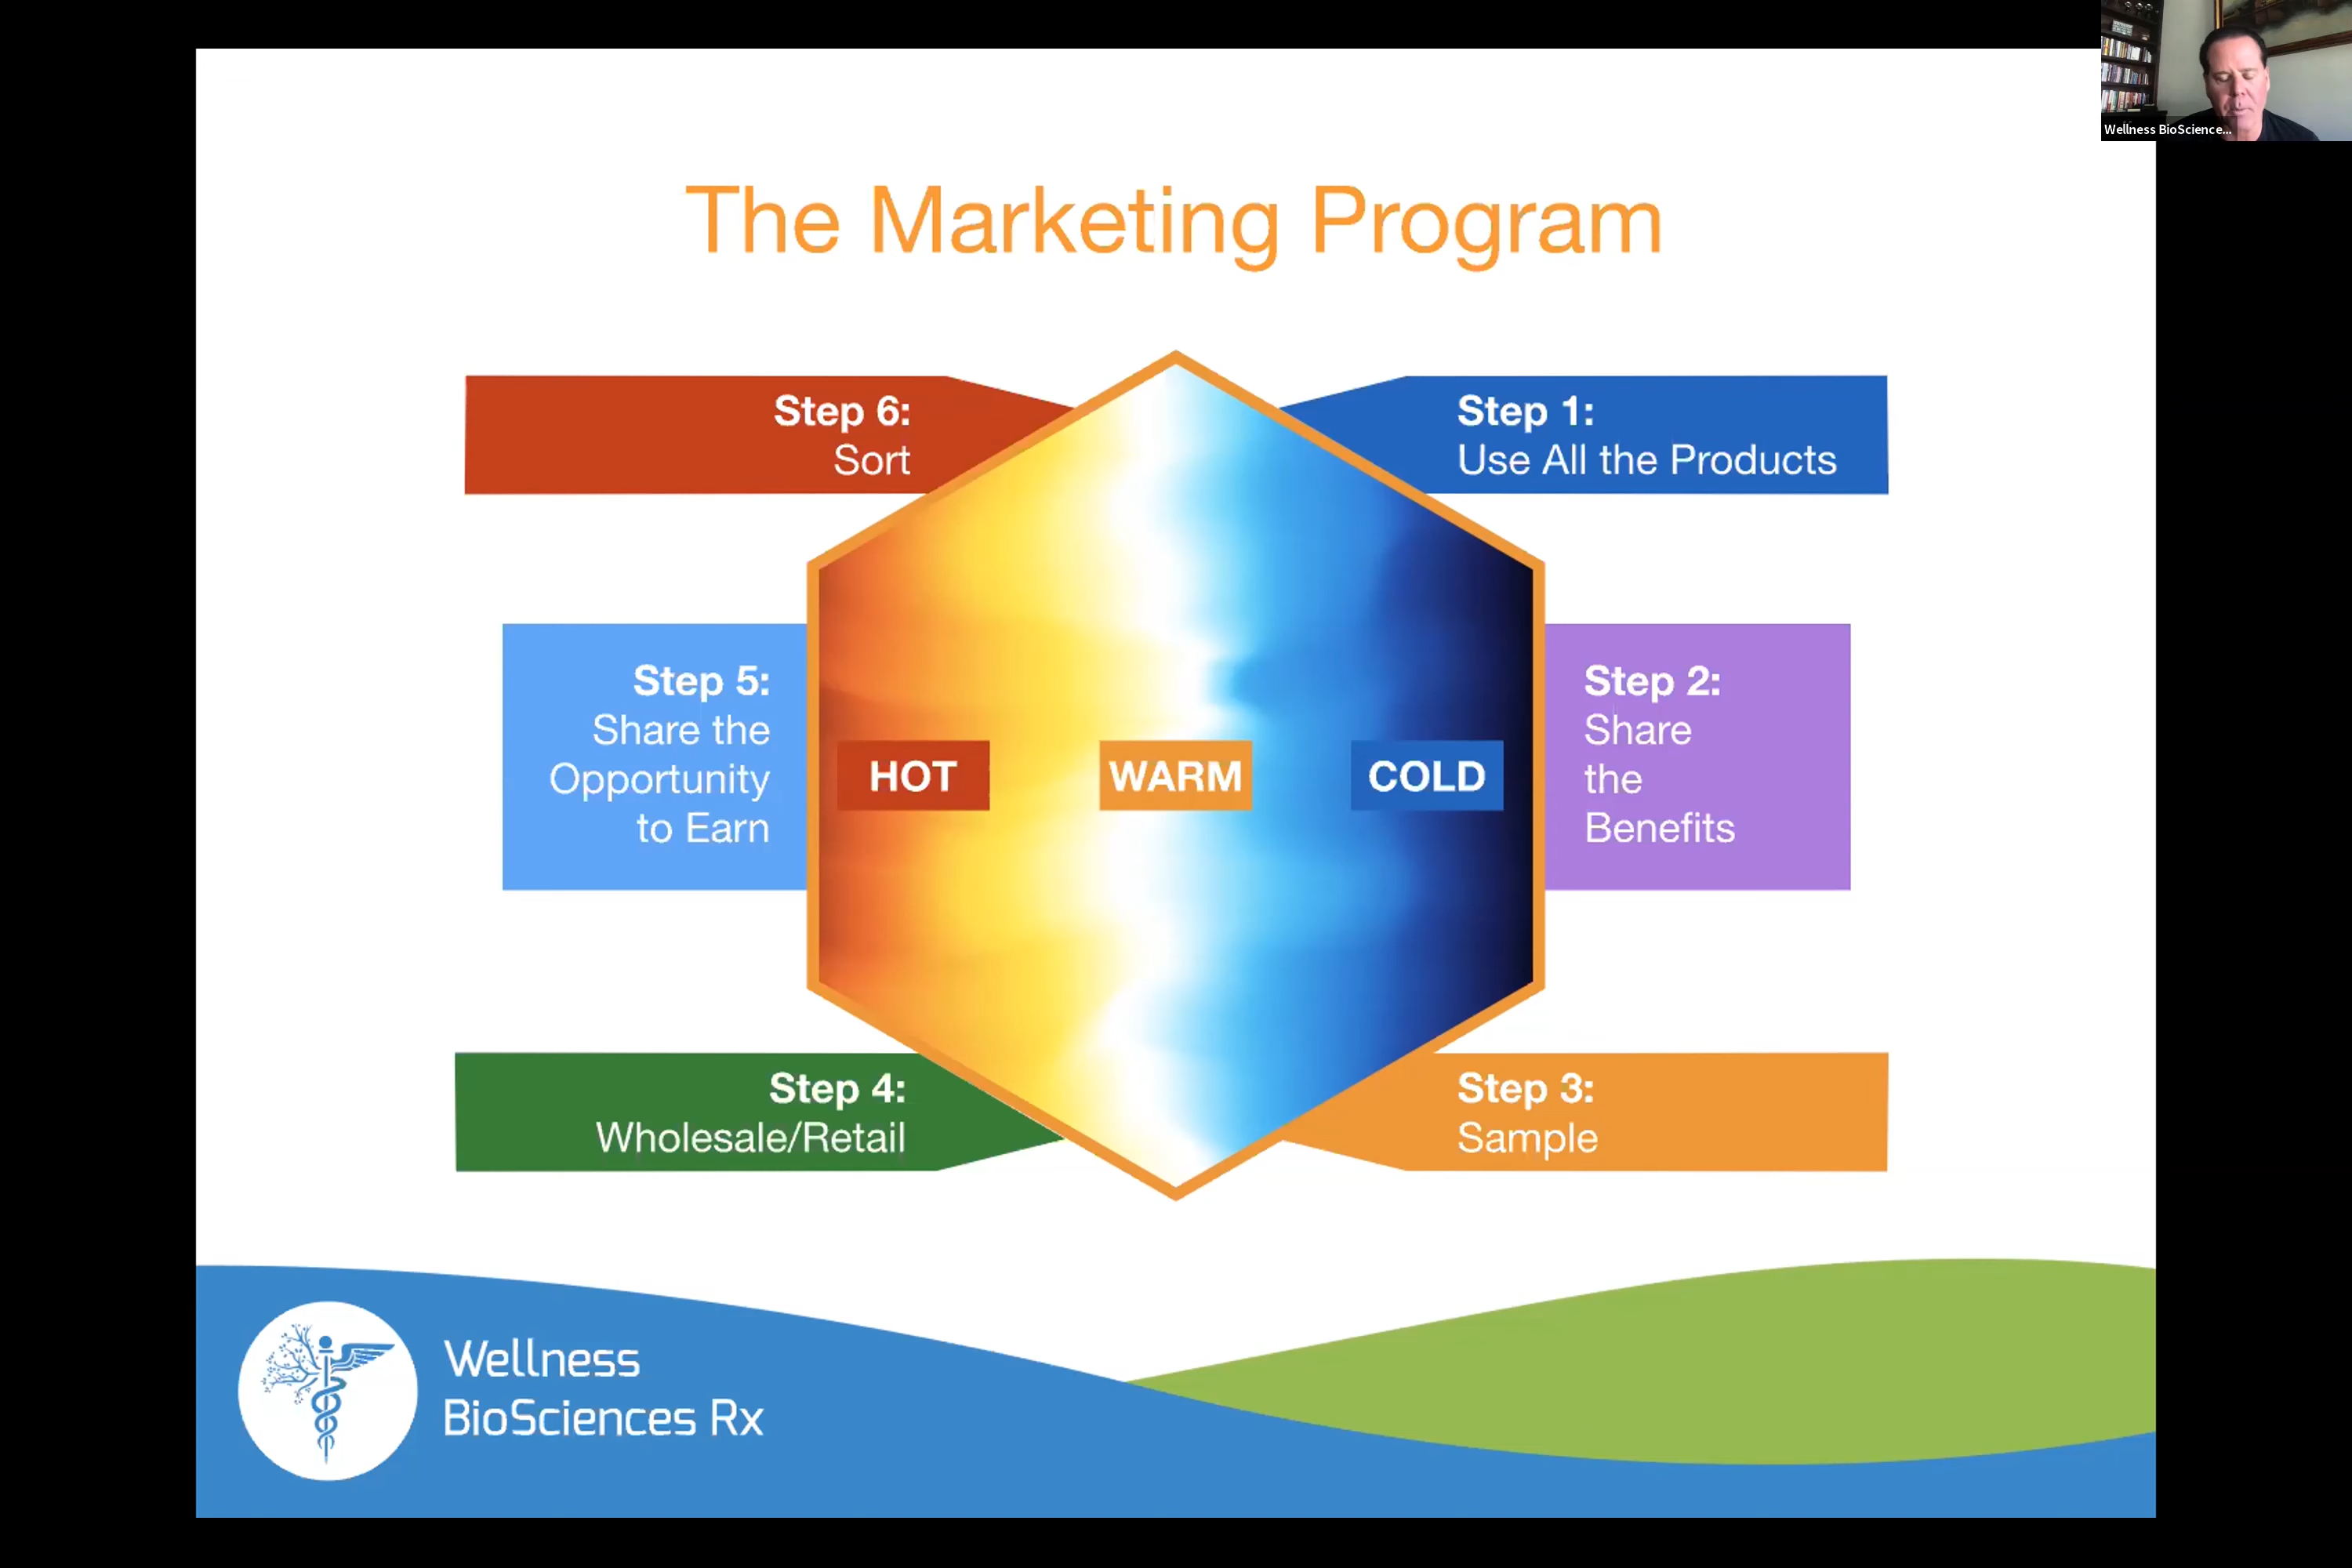 Wellness BioScience...
The Marketing Program
Step 6:
Sort
Step 1:
Use All the Products
Step 5:
Share the
Opportunity
to Earn
HOT
WARM
COLD
Step 2:
Share
the
Benefits
Step 4:
Wholesale/Retail
Step 3:
Sample
Wellness
BioSciences Rx